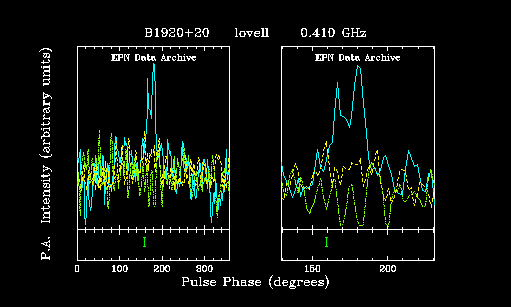 B1920+20 lovell 0.410 GHz
EPN Data Archive EPN Data Archive
P.A. Intensity (arbitrary units)
0 100 200 300 150 200
Pulse Phase (degrees)